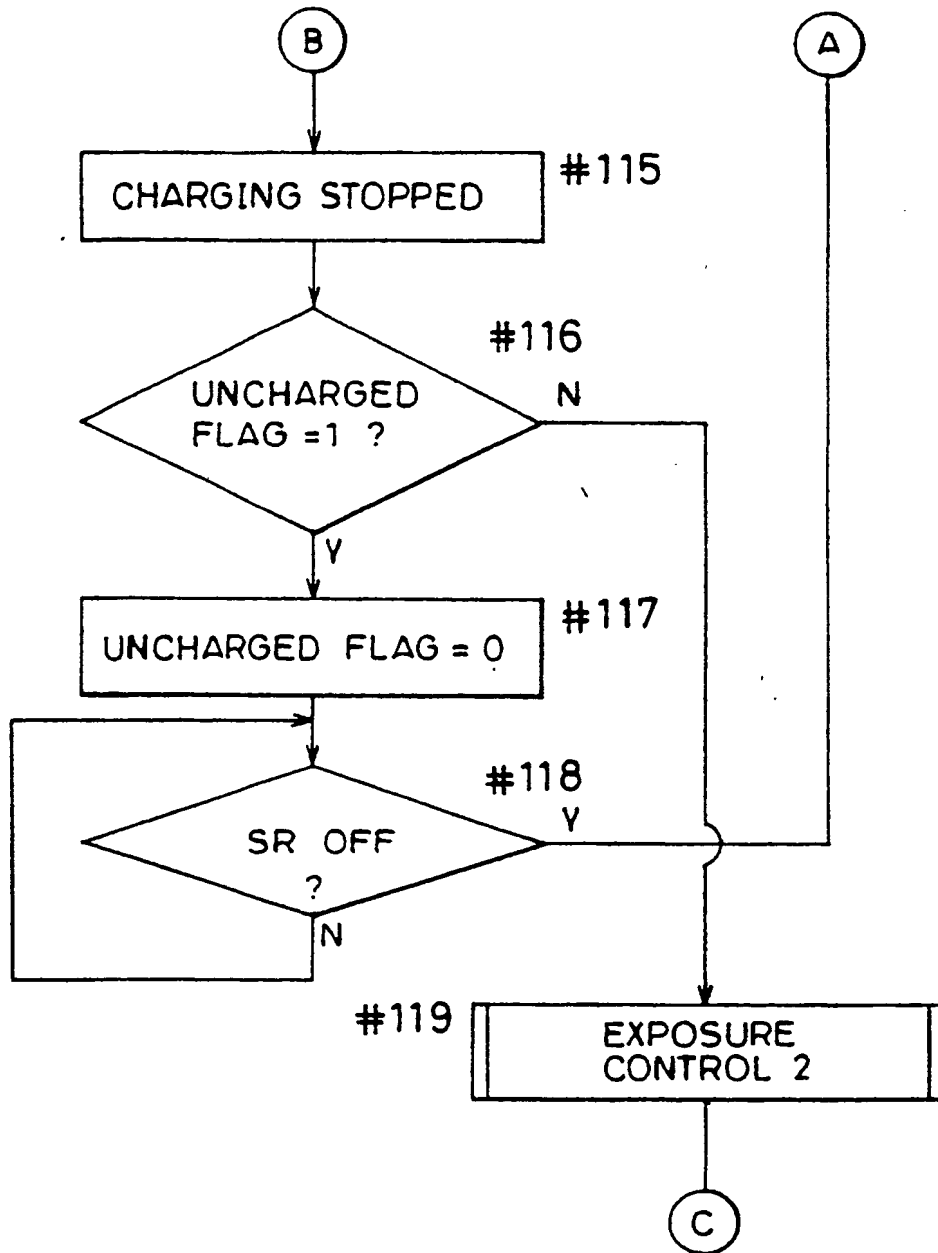 B
A
CHARGING STOPPED
#115
#116
UNCHARGED
FLAG =1 ?
N
Y
#117
UNCHARGED FLAG = 0
#118
SR OFF
?
Y
N
#119
EXPOSURE
CONTROL 2
C